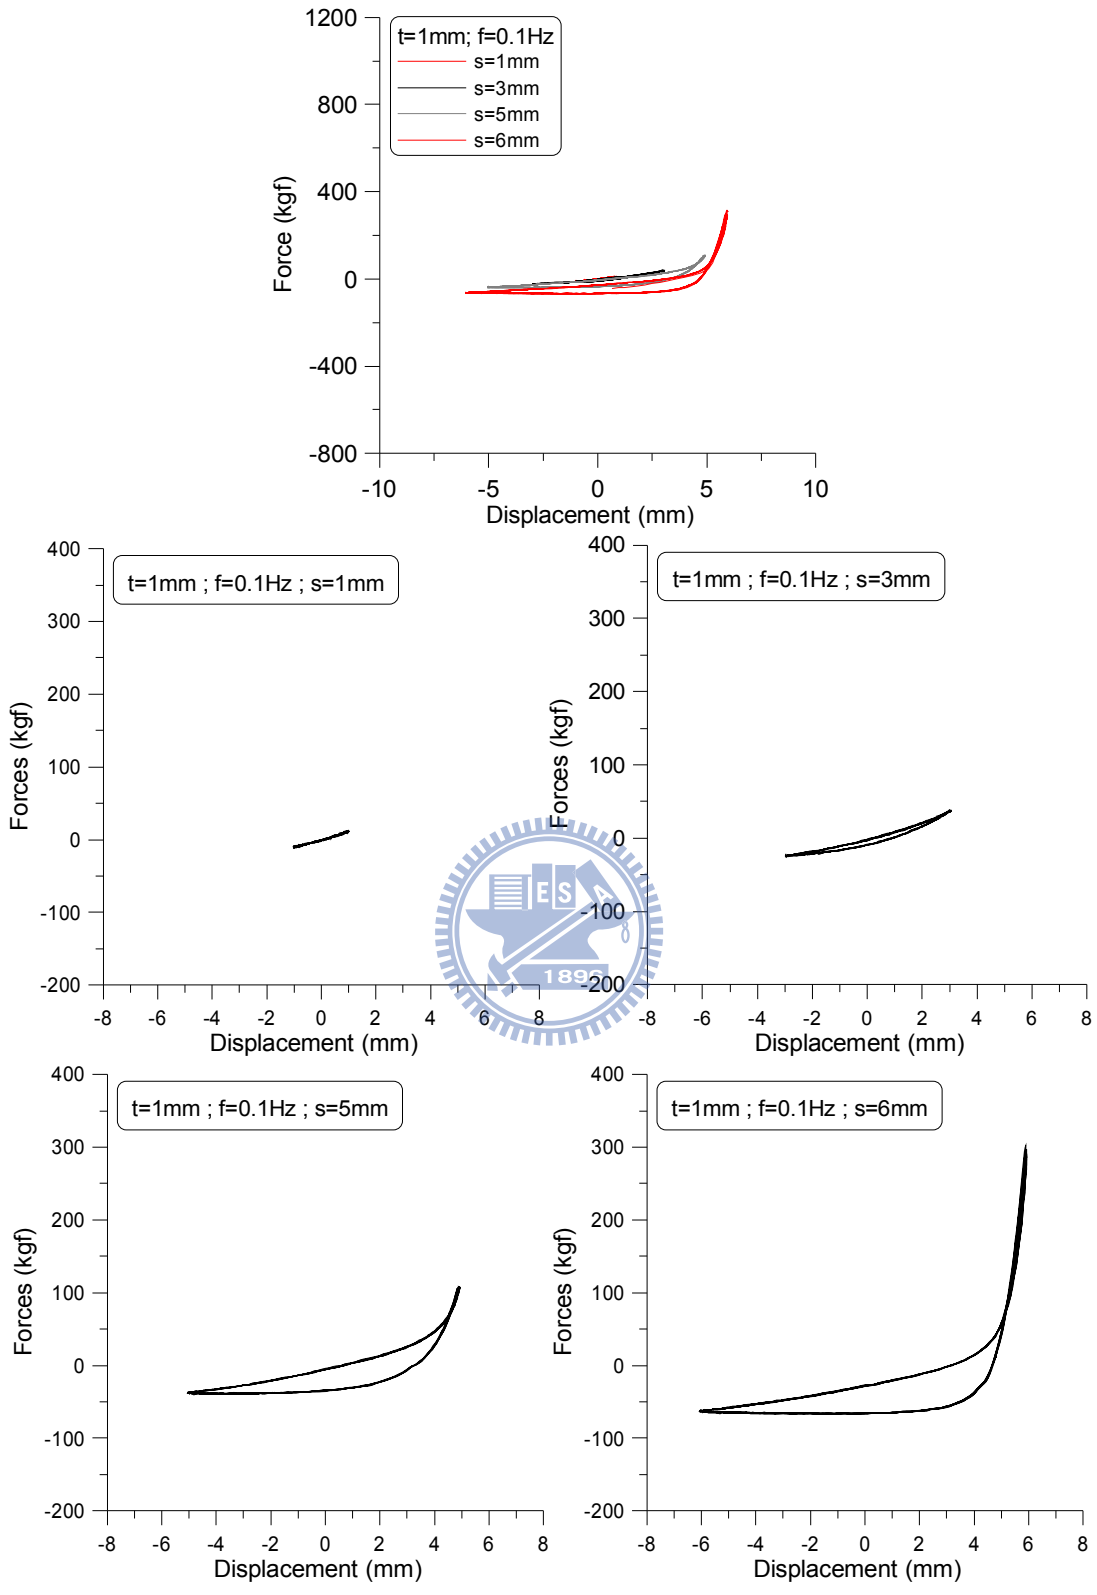 1200
800
400
0
-400
-800
Force (kgf)
t=1mm; f=0.1Hz
s=1mm
s=3mm
s=5mm
s=6mm
-10 -5 0 5 10
Displacement (mm)
400
300
200
100
0
-100
-200
Forces (kgf)
t=1mm ; f=0.1Hz ; s=1mm
-8 -6 -4 -2 0 2 4 6 8
Displacement (mm)
400
300
200
100
0
-100
-200
Forces (kgf)
t=1mm ; f=0.1Hz ; s=3mm
-8 -6 -4 -2 0 2 4 6 8
Displacement (mm)
E S A
1896
400
300
200
100
0
-100
-200
Forces (kgf)
t=1mm ; f=0.1Hz ; s=5mm
-8 -6 -4 -2 0 2 4 6 8
Displacement (mm)
400
300
200
100
0
-100
-200
Forces (kgf)
t=1mm ; f=0.1Hz ; s=6mm
-8 -6 -4 -2 0 2 4 6 8
Displacement (mm)